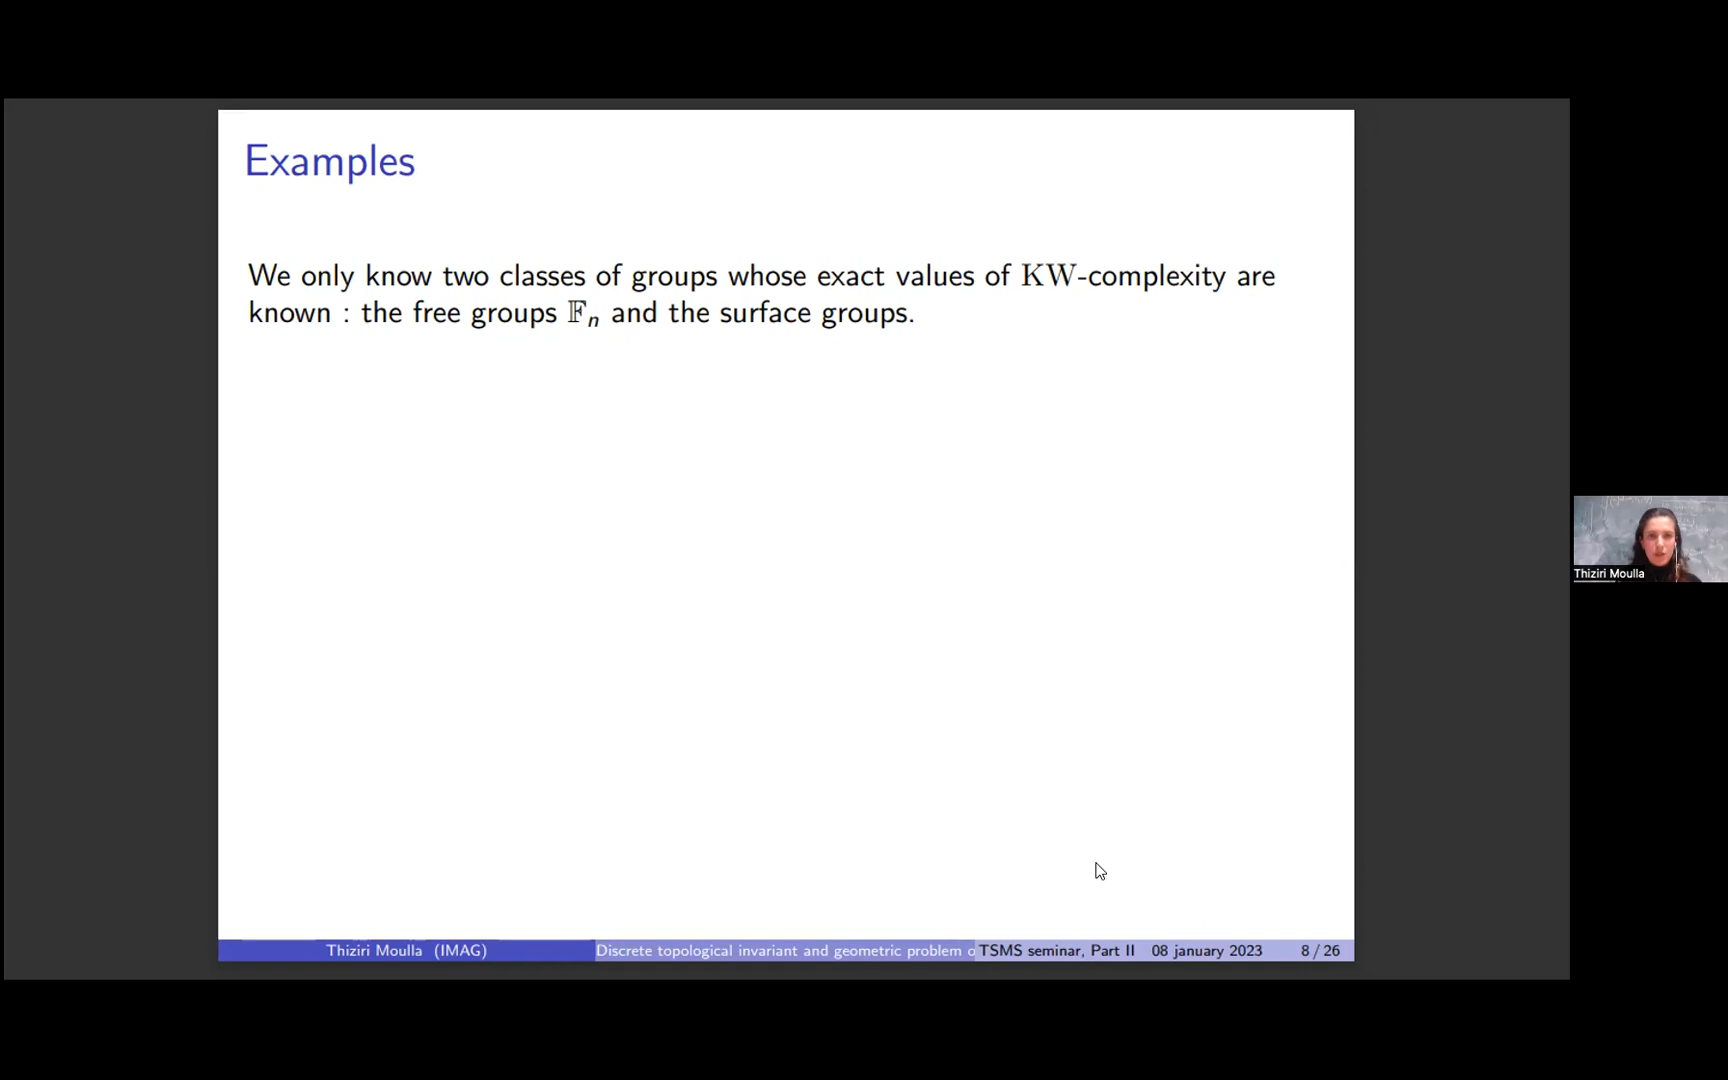 Examples
We only know two classes of groups whose exact values of KW-complexity are
known : the free groups 𝔽ₙ and the surface groups.
Thiziri Moulla
Thiziri Moulla (IMAG) Discrete topological invariant and geometric problem o TSMS seminar, Part II 08 january 2023 8 / 26